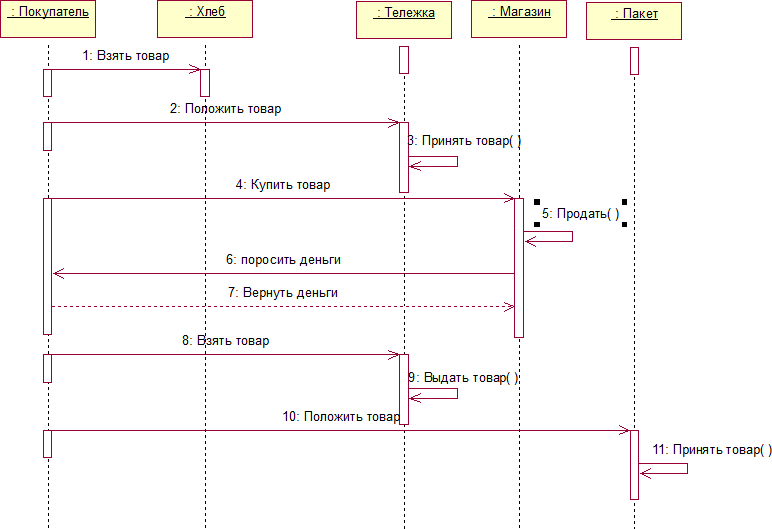 : Покупатель
: Хлеб
: Тележка
: Магазин
: Пакет
1: Взять товар
2: Положить товар
3: Принять товар( )
4: Купить товар
5: Продать( )
6: поросить деньги
7: Вернуть деньги
8: Взять товар
9: Выдать товар( )
10: Положить товар
11: Принять товар( )